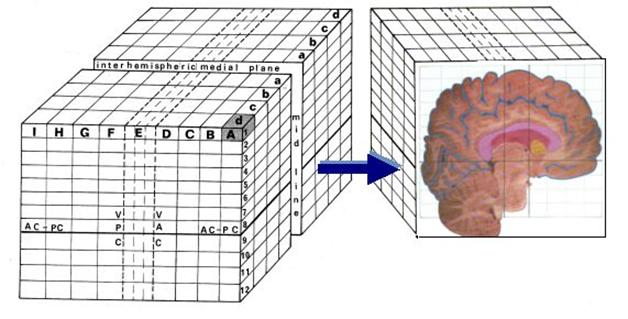 d
c
b
a
interhemispheric medial plane
a
b
c
d
I H G F E D C B A
1
2
3
4
5
6
7
8
9
10
11
12
midline
V V
AC-PC P A AC-PC
C C